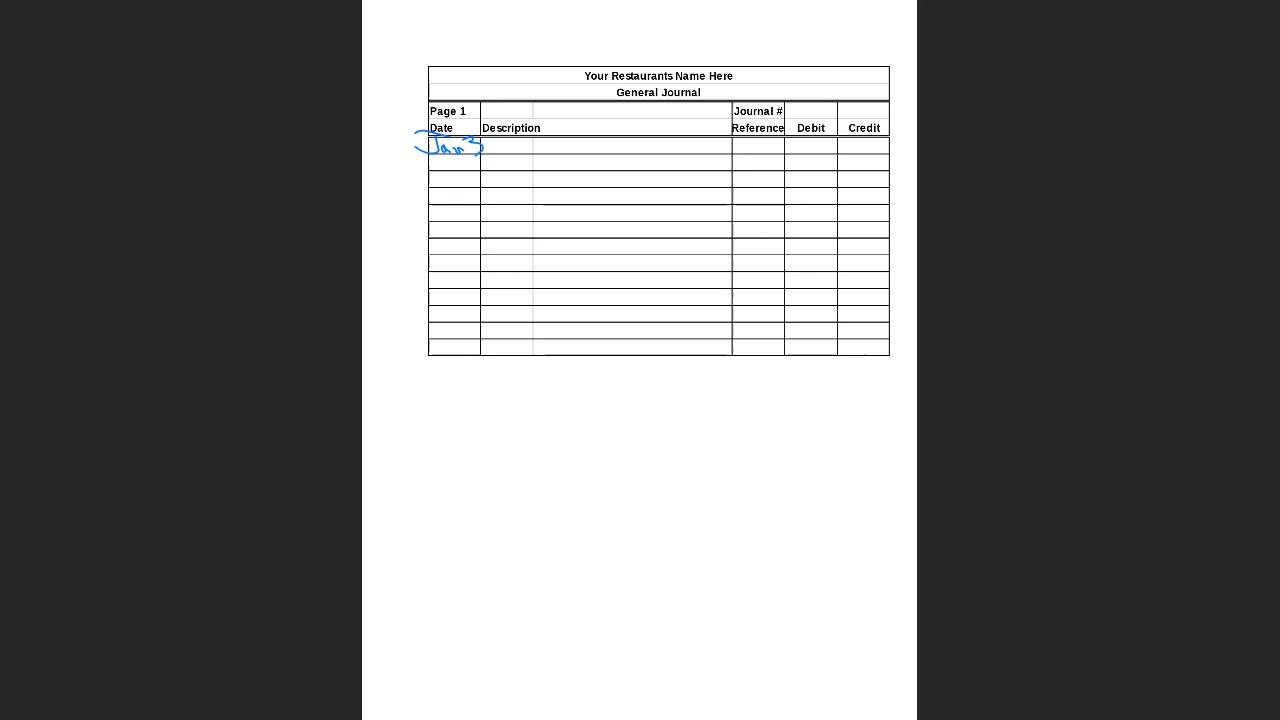 Your Restaurants Name Here
General Journal
Page 1 Journal #
Date Description Reference Debit Credit
Jan 3